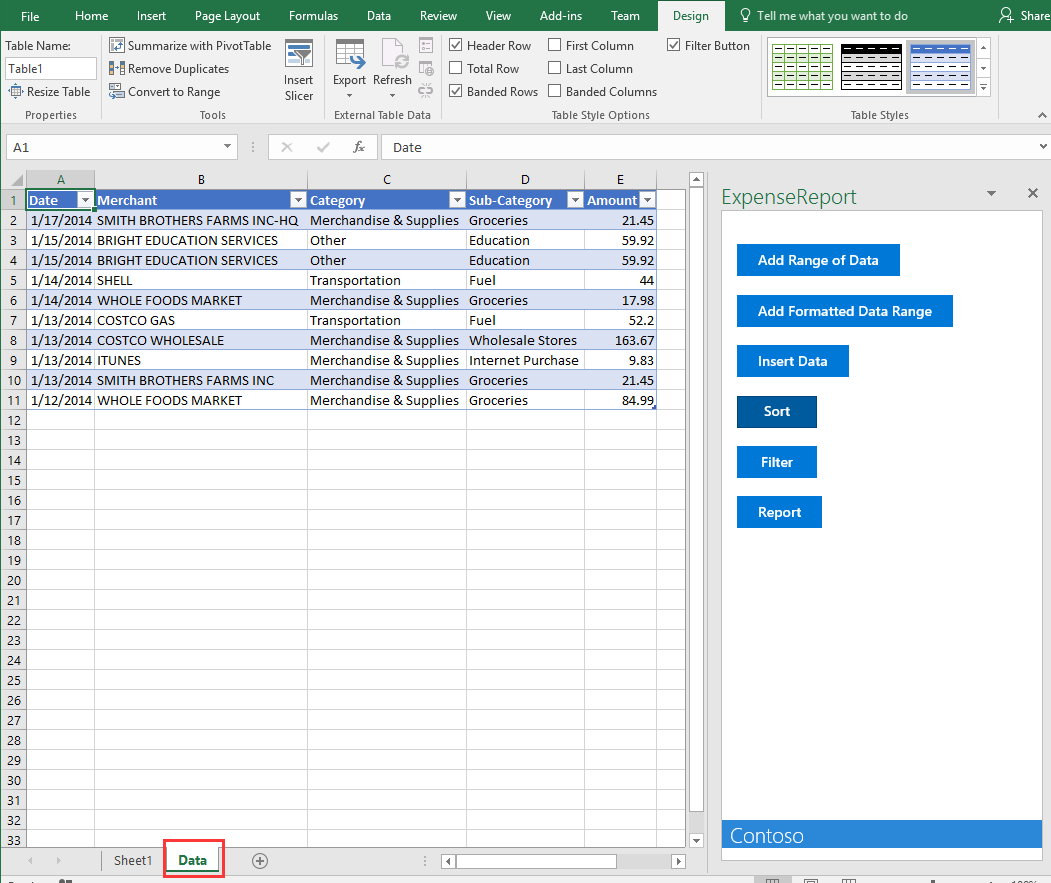 File Home Insert Page Layout Formulas Data Review View Add-ins Team Design Tell me what you want to do Share
Table Name: Summarize with PivotTable Header Row First Column Filter Button
Table1 Remove Duplicates Insert Slicer Export Refresh Total Row Last Column
Resize Table Convert to Range Banded Rows Banded Columns
Properties Tools External Table Data Table Style Options Table Styles
A1 fx Date
A B C D E
1 Date Merchant Category Sub-Category Amount
2 1/17/2014 SMITH BROTHERS FARMS INC-HQ Merchandise & Supplies Groceries 21.45
3 1/15/2014 BRIGHT EDUCATION SERVICES Other Education 59.92
4 1/15/2014 BRIGHT EDUCATION SERVICES Other Education 59.92
5 1/14/2014 SHELL Transportation Fuel 44
6 1/14/2014 WHOLE FOODS MARKET Merchandise & Supplies Groceries 17.98
7 1/13/2014 COSTCO GAS Transportation Fuel 52.2
8 1/13/2014 COSTCO WHOLESALE Merchandise & Supplies Wholesale Stores 163.67
9 1/13/2014 ITUNES Merchandise & Supplies Internet Purchase 9.83
10 1/13/2014 SMITH BROTHERS FARMS INC Merchandise & Supplies Groceries 21.45
11 1/12/2014 WHOLE FOODS MARKET Merchandise & Supplies Groceries 84.99
12
13
14
15
16
17
18
19
20
21
22
23
24
25
26
27
28
29
30
31
32
33
ExpenseReport
Add Range of Data
Add Formatted Data Range
Insert Data
Sort
Filter
Report
Contoso
Sheet1 Data